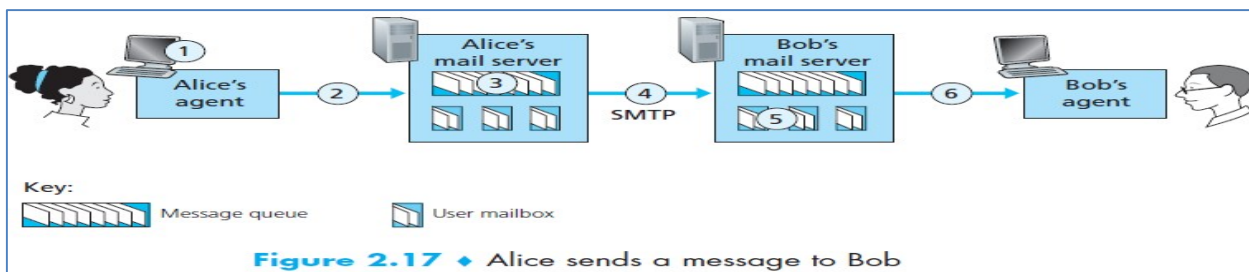 1
Alice's
agent
2
Alice's
mail server
3
4
SMTP
Bob's
mail server
5
6
Bob's
agent
Key:
Message queue
User mailbox
Figure 2.17 ♦ Alice sends a message to Bob